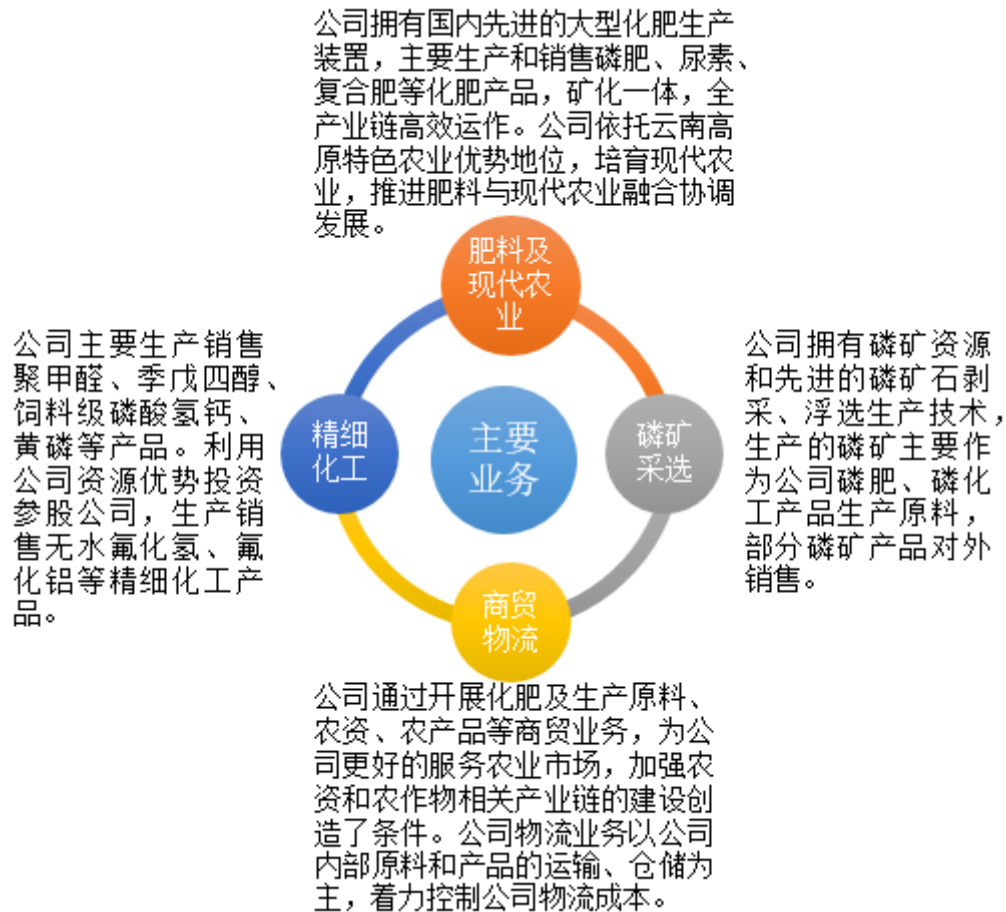 公司拥有国内先进的大型化肥生产
装置，主要生产和销售磷肥、尿素、
复合肥等化肥产品，矿化一体，全
产业链高效运作。公司依托云南高
原特色农业优势地位，培育现代农
业，推进肥料与现代农业融合协调
发展。
肥料及
现代农
业
公司主要生产销售
聚甲醛、季戊四醇、
饲料级磷酸氢钙、
黄磷等产品。利用
公司资源优势投资
参股公司，生产销
售无水氟化氢、氟
化铝等精细化工产
品。
精细
化工
主要
业务
磷矿
采选
公司拥有磷矿资源
和先进的磷矿石剥
采、浮选生产技术，
生产的磷矿主要作
为公司磷肥、磷化
工产品生产原料，
部分磷矿产品对外
销售。
商贸
物流
公司通过开展化肥及生产原料、
农资、农产品等商贸业务，为公
司更好的服务农业市场，加强农
资和农作物相关产业链的建设创
造了条件。公司物流业务以公司
内部原料和产品的运输、仓储为
主，着力控制公司物流成本。